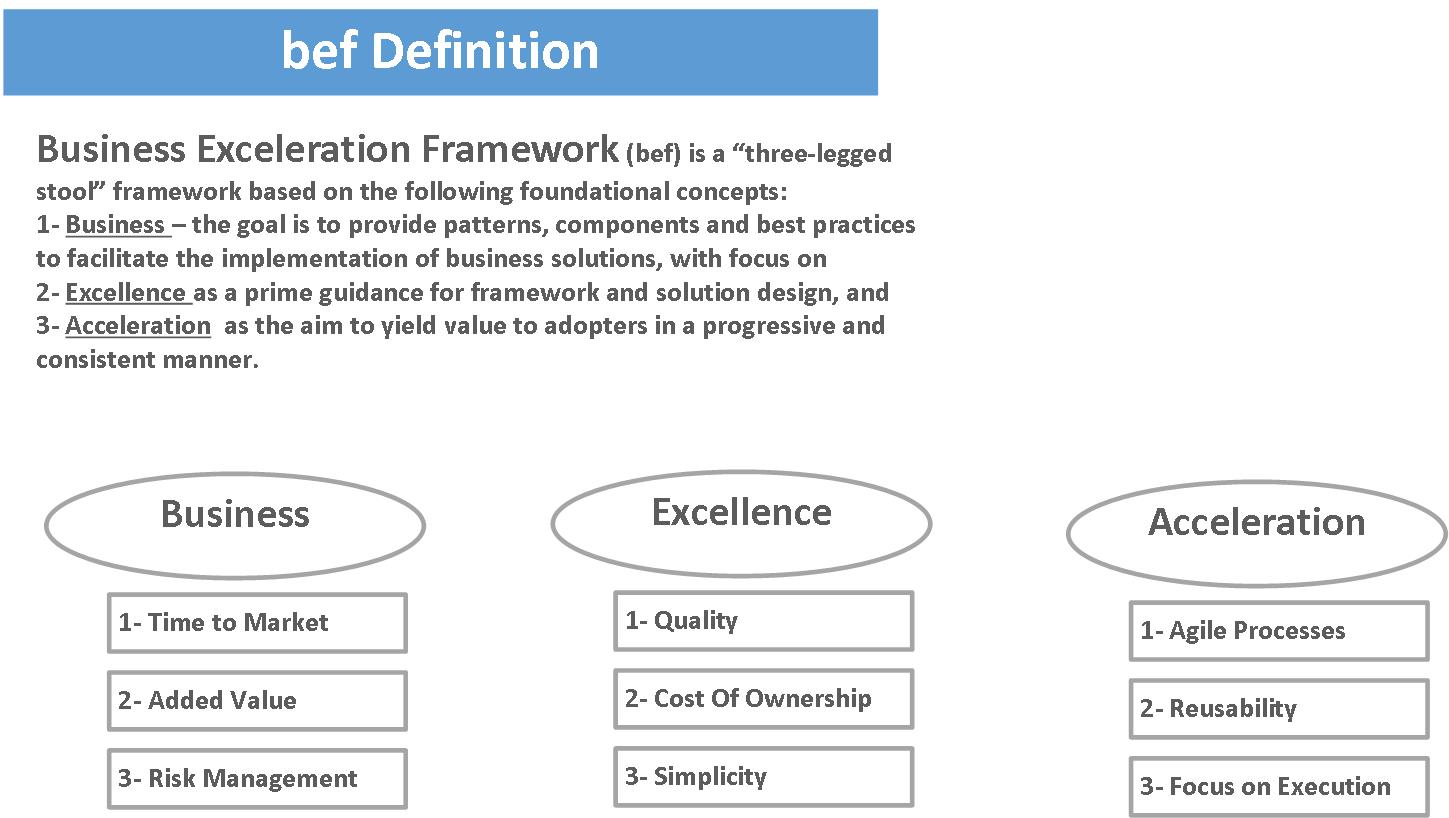 bef Definition
Business Exceleration Framework (bef) is a “three-legged
stool” framework based on the following foundational concepts:
1- Business – the goal is to provide patterns, components and best practices
to facilitate the implementation of business solutions, with focus on
2- Excellence as a prime guidance for framework and solution design, and
3- Acceleration as the aim to yield value to adopters in a progressive and
consistent manner.
Business
1- Time to Market
2- Added Value
3- Risk Management
Excellence
1- Quality
2- Cost Of Ownership
3- Simplicity
Acceleration
1- Agile Processes
2- Reusability
3- Focus on Execution